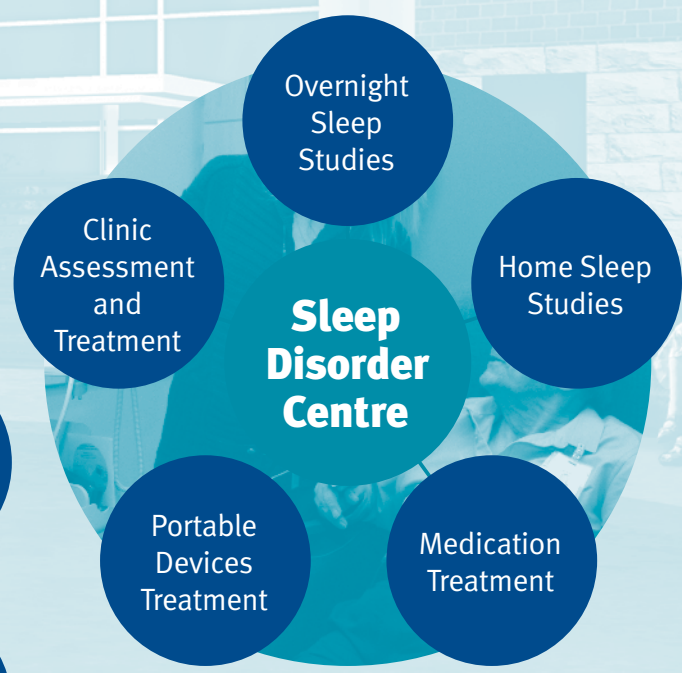 Overnight
Sleep
Studies
Clinic
Assessment
and
Treatment
Home Sleep
Studies
Sleep
Disorder
Centre
Portable
Devices
Treatment
Medication
Treatment